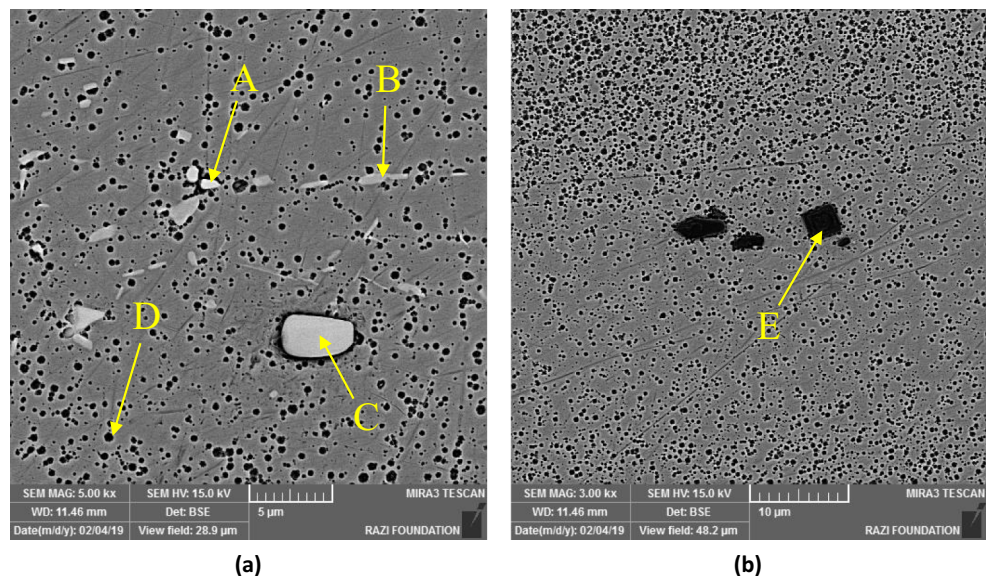 A
B
C
D
E
SEM MAG: 5.00 kx
SEM HV: 15.0 kV
MIRA3 TESCAN
WD: 11.46 mm
Det: BSE
5 µm
Date(m/d/y): 02/04/19
View field: 28.9 µm
RAZI FOUNDATION
SEM MAG: 3.00 kx
SEM HV: 15.0 kV
MIRA3 TESCAN
WD: 11.46 mm
Det: BSE
10 µm
Date(m/d/y): 02/04/19
View field: 48.2 µm
RAZI FOUNDATION
(a)
(b)